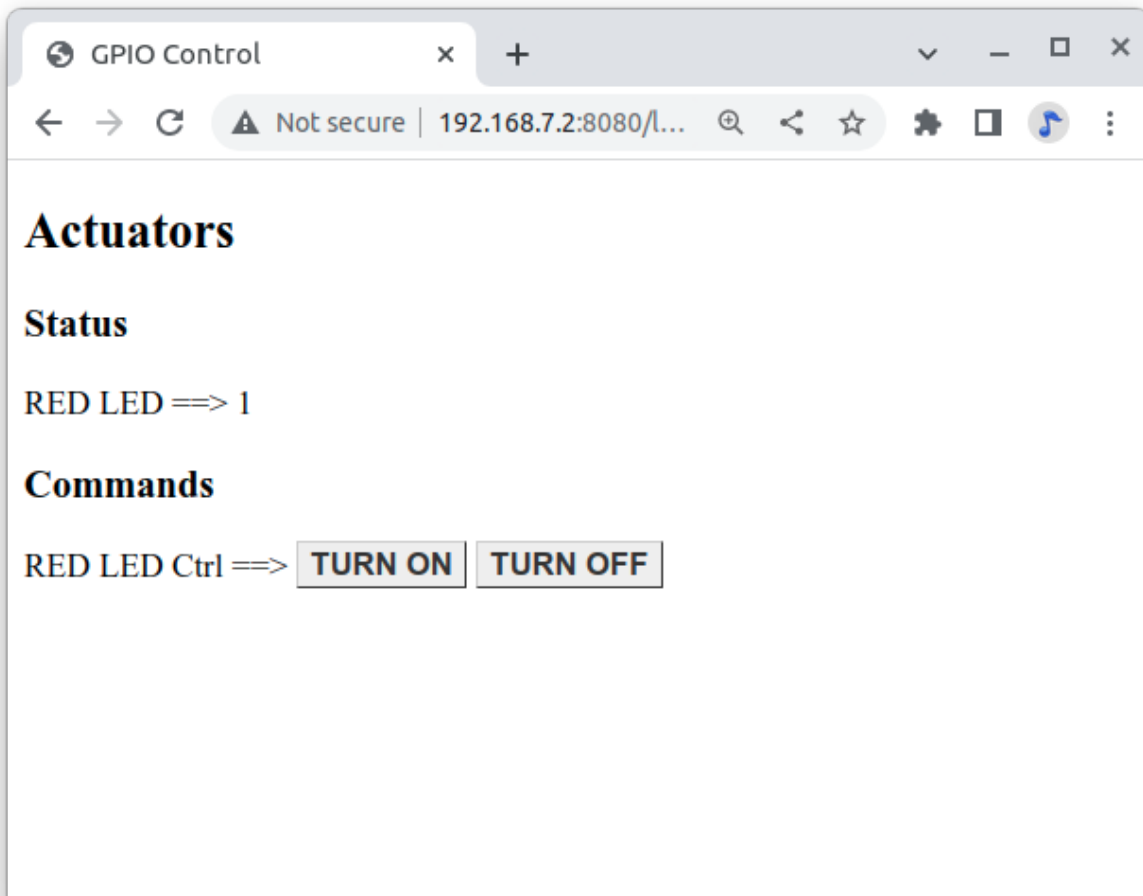 GPIO Control
Not secure 192.168.7.2:8080/l...
Actuators
Status
RED LED ==> 1
Commands
RED LED Ctrl ==> TURN ON TURN OFF